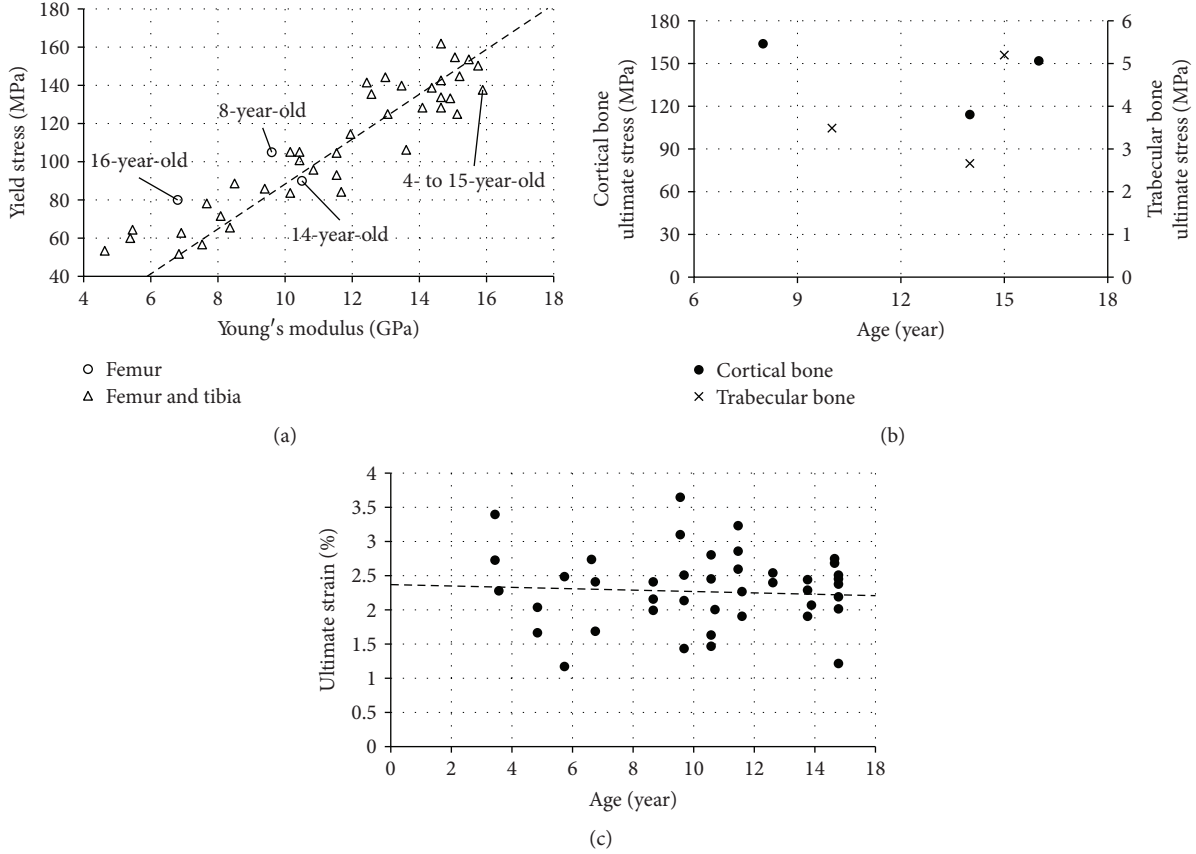 180
160
140
120
100
80
60
40
Yield stress (MPa)
8-year-old
16-year-old
4- to 15-year-old
14-year-old
4 6 8 10 12 14 16 18
Young's modulus (GPa)
Femur
Femur and tibia
(a)
180
150
120
90
60
30
0
Cortical bone
ultimate stress (MPa)
6
5
4
3
2
1
0
Trabecular bone
ultimate stress (MPa)
6 9 12 15 18
Age (year)
Cortical bone
Trabecular bone
(b)
4
3.5
3
2.5
2
1.5
1
0.5
0
Ultimate strain (%)
0 2 4 6 8 10 14 16 18
Age (year)
(c)